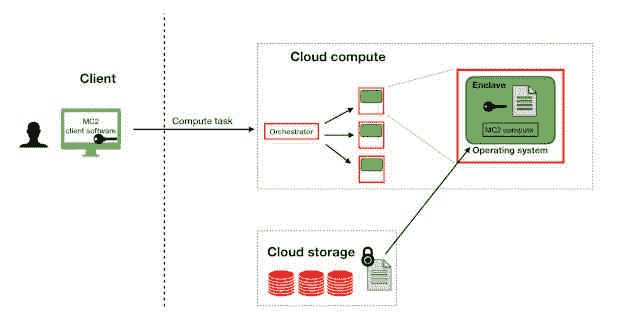 Cloud compute
Client
Enclave
MC2
client software
Compute task
Orchestrator
MC2 compute
Operating system
Cloud storage